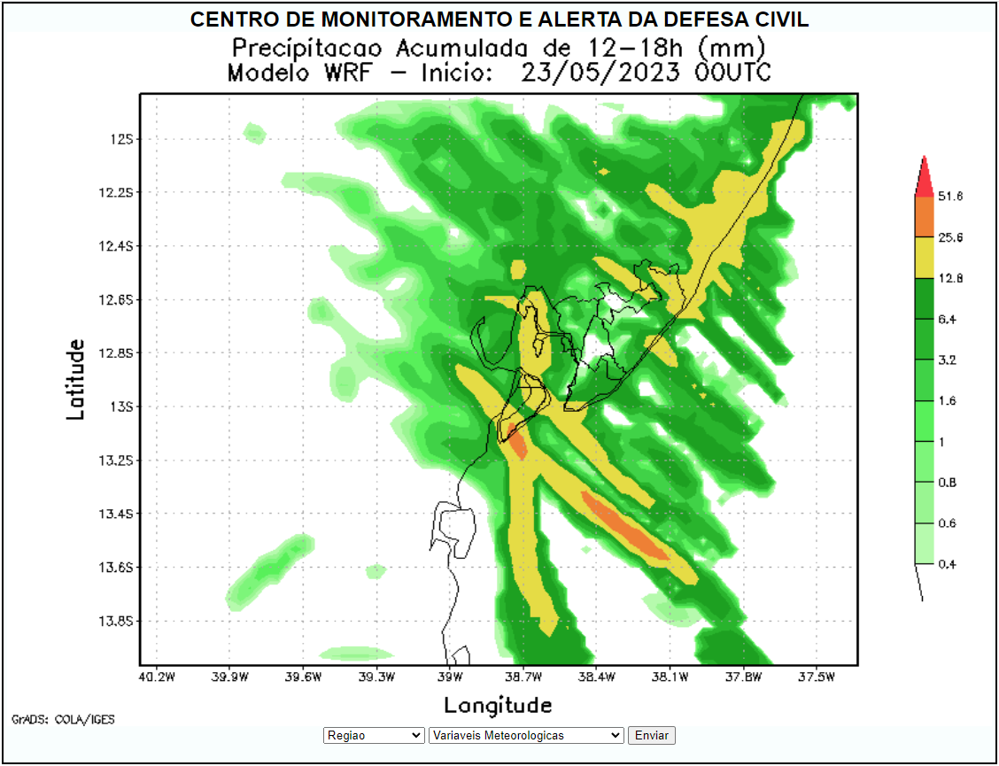 CENTRO DE MONITORAMENTO E ALERTA DA DEFESA CIVIL
Precipitacao Acumulada de 12-18h (mm)
Modelo WRF - Inicio: 23/05/2023 00UTC
12S
12.2S
12.4S
12.6S
12.8S
13S
13.2S
13.4S
13.6S
13.8S
Latitude
40.2W 39.9W 39.6W 39.3W 39W 38.7W 38.4W 38.1W 37.8W 37.5W
Longitude
51.6
25.6
12.8
6.4
3.2
1.6
1
0.8
0.6
0.4
GrADS: COLA/IGES
Regiao Variaveis Meteorologicas Enviar